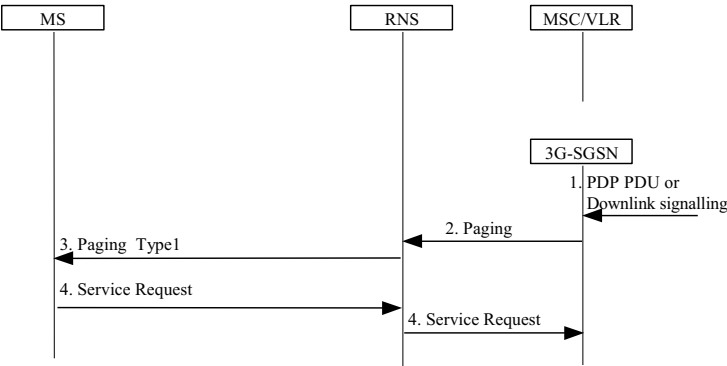 MS
RNS
MSC/VLR
3G-SGSN
1. PDP PDU or
Downlink signalling
2. Paging
3. Paging Type1
4. Service Request
4. Service Request